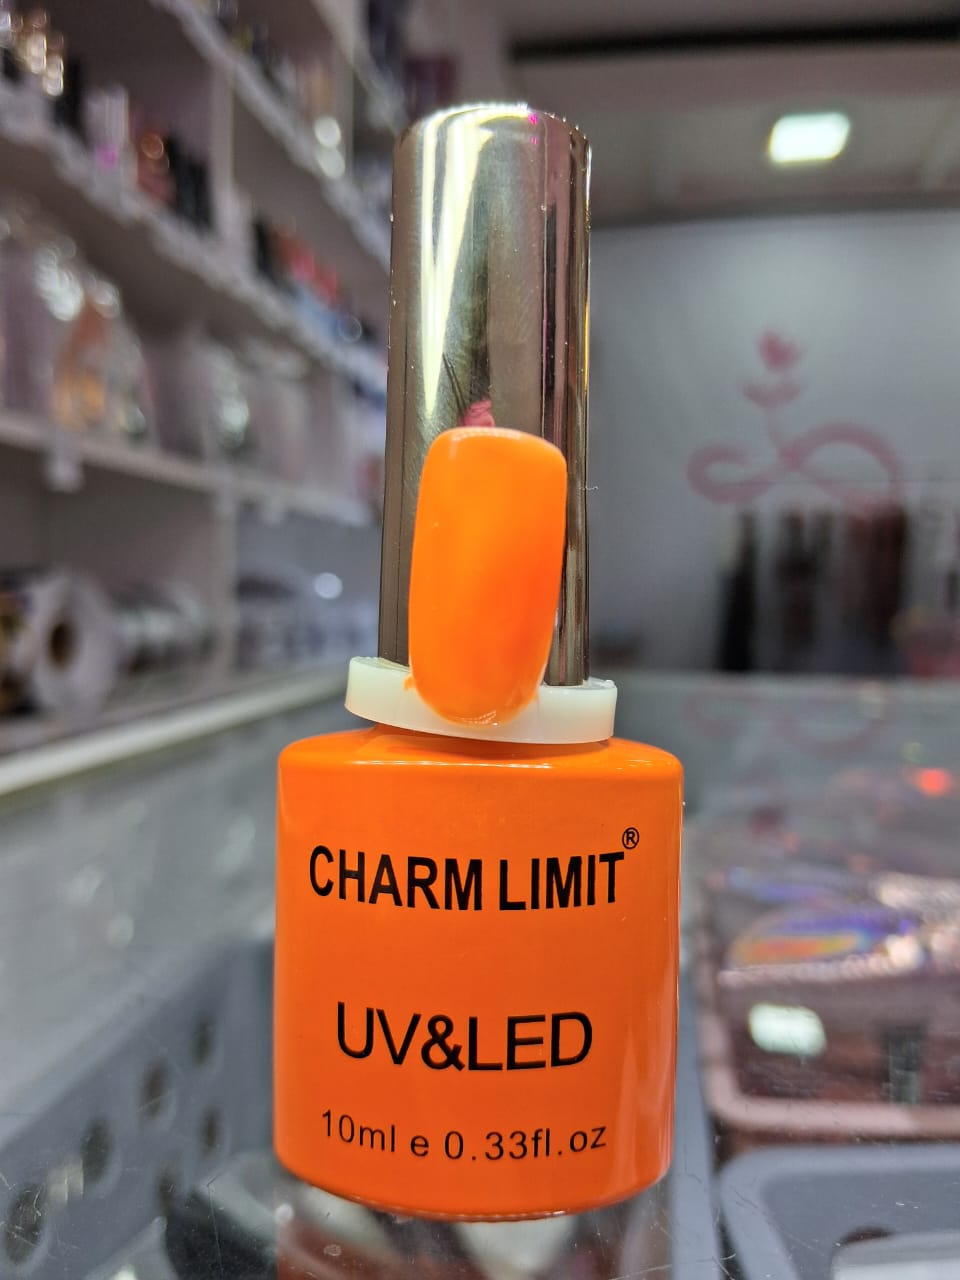 CHARM LIMIT®
UV&LED
10ml e 0.33fl.oz